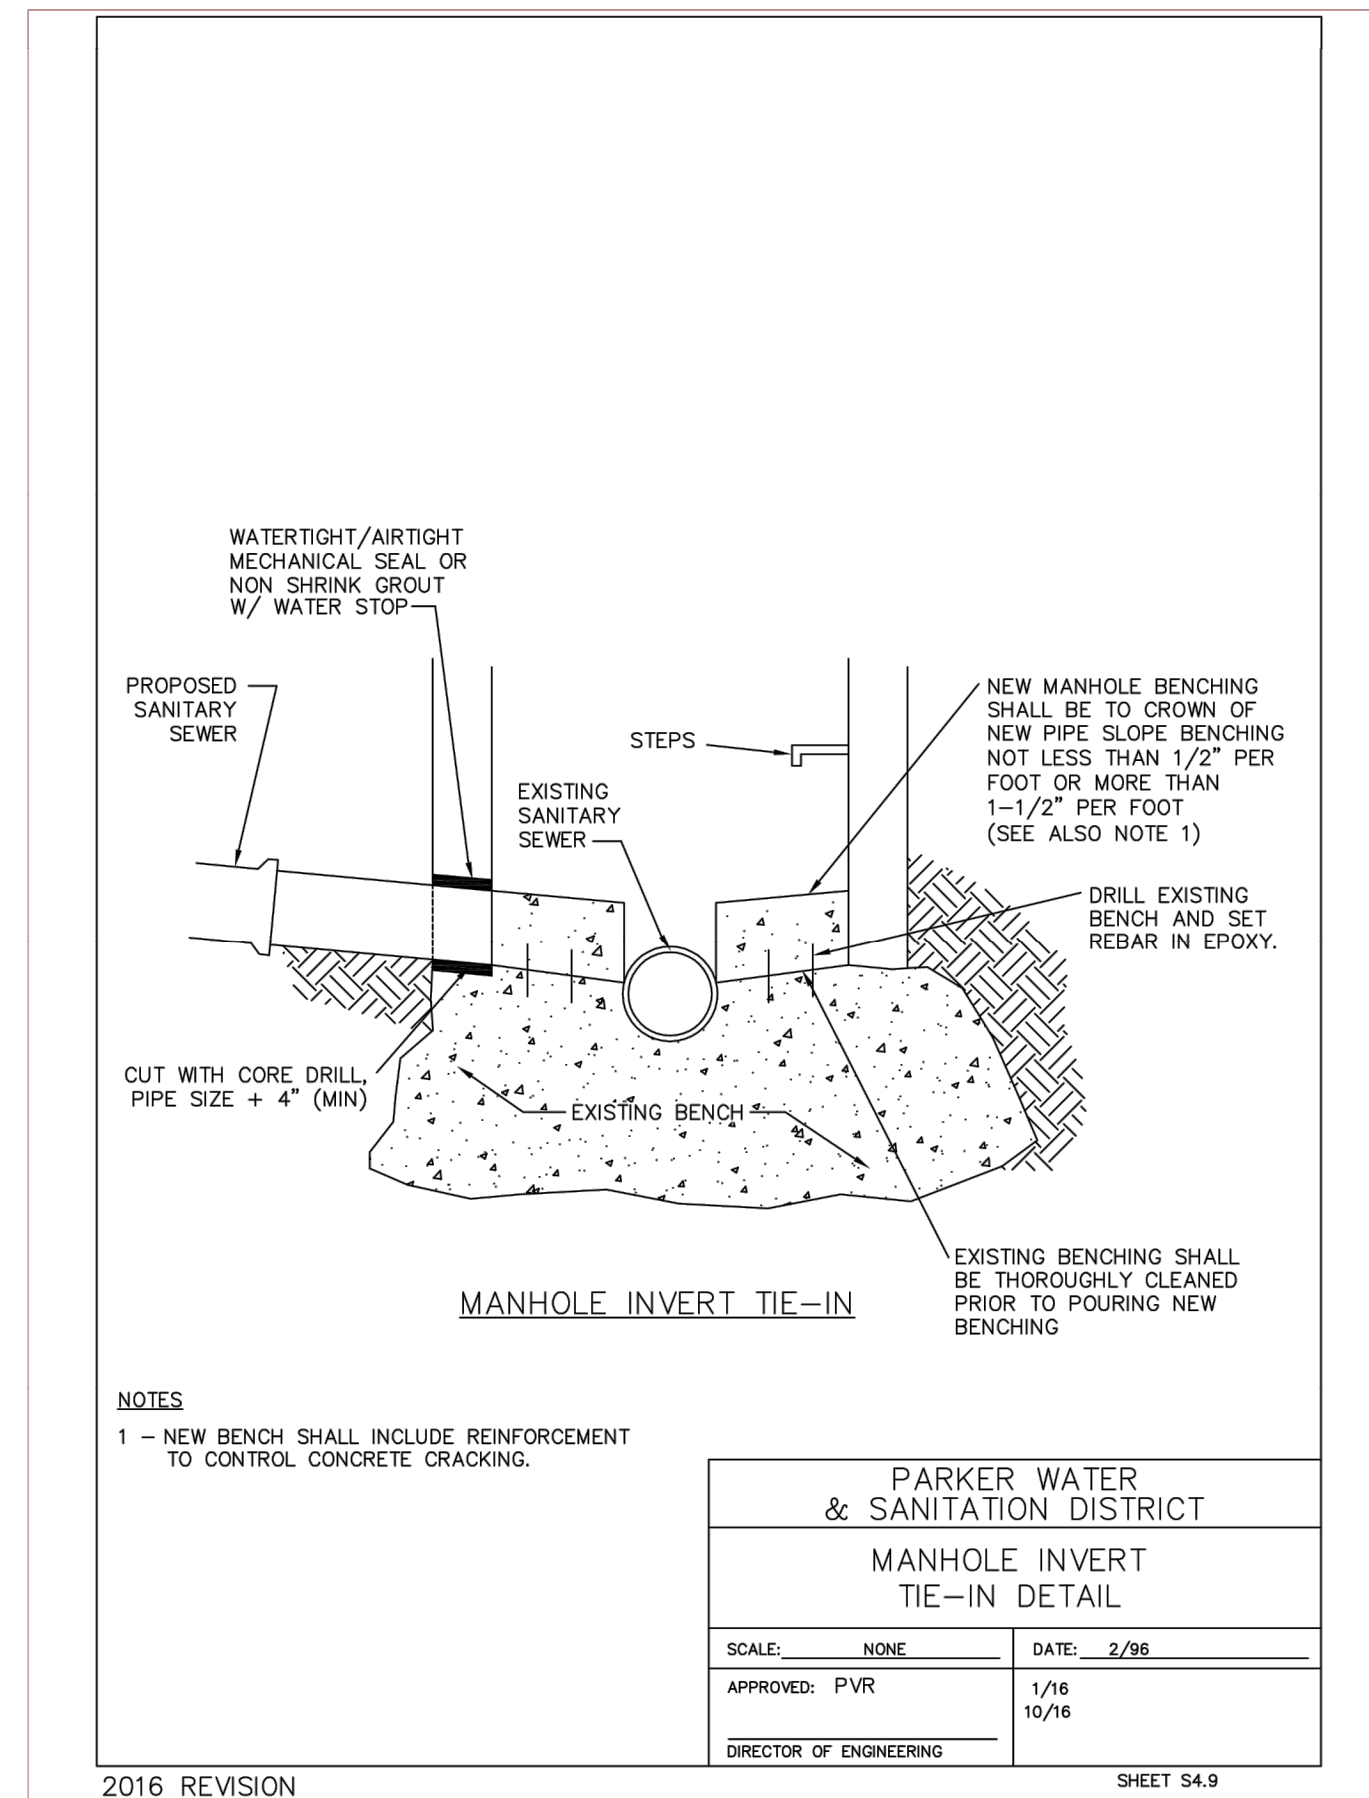 WATERTIGHT/AIRTIGHT
MECHANICAL SEAL OR
NON SHRINK GROUT
W/ WATER STOP
PROPOSED
SANITARY
SEWER
STEPS
EXISTING
SANITARY
SEWER
NEW MANHOLE BENCHING
SHALL BE TO CROWN OF
NEW PIPE SLOPE BENCHING
NOT LESS THAN 1/2" PER
FOOT OR MORE THAN
1-1/2" PER FOOT
(SEE ALSO NOTE 1)
DRILL EXISTING
BENCH AND SET
REBAR IN EPOXY.
CUT WITH CORE DRILL,
PIPE SIZE + 4" (MIN)
EXISTING BENCH
EXISTING BENCHING SHALL
BE THOROUGHLY CLEANED
PRIOR TO POURING NEW
BENCHING
MANHOLE INVERT TIE-IN
NOTES
1 - NEW BENCH SHALL INCLUDE REINFORCEMENT
TO CONTROL CONCRETE CRACKING.
PARKER WATER
& SANITATION DISTRICT
MANHOLE INVERT
TIE-IN DETAIL
SCALE: NONE
DATE: 2/96
APPROVED: PVR
1/16
10/16
DIRECTOR OF ENGINEERING
2016 REVISION
SHEET S4.9